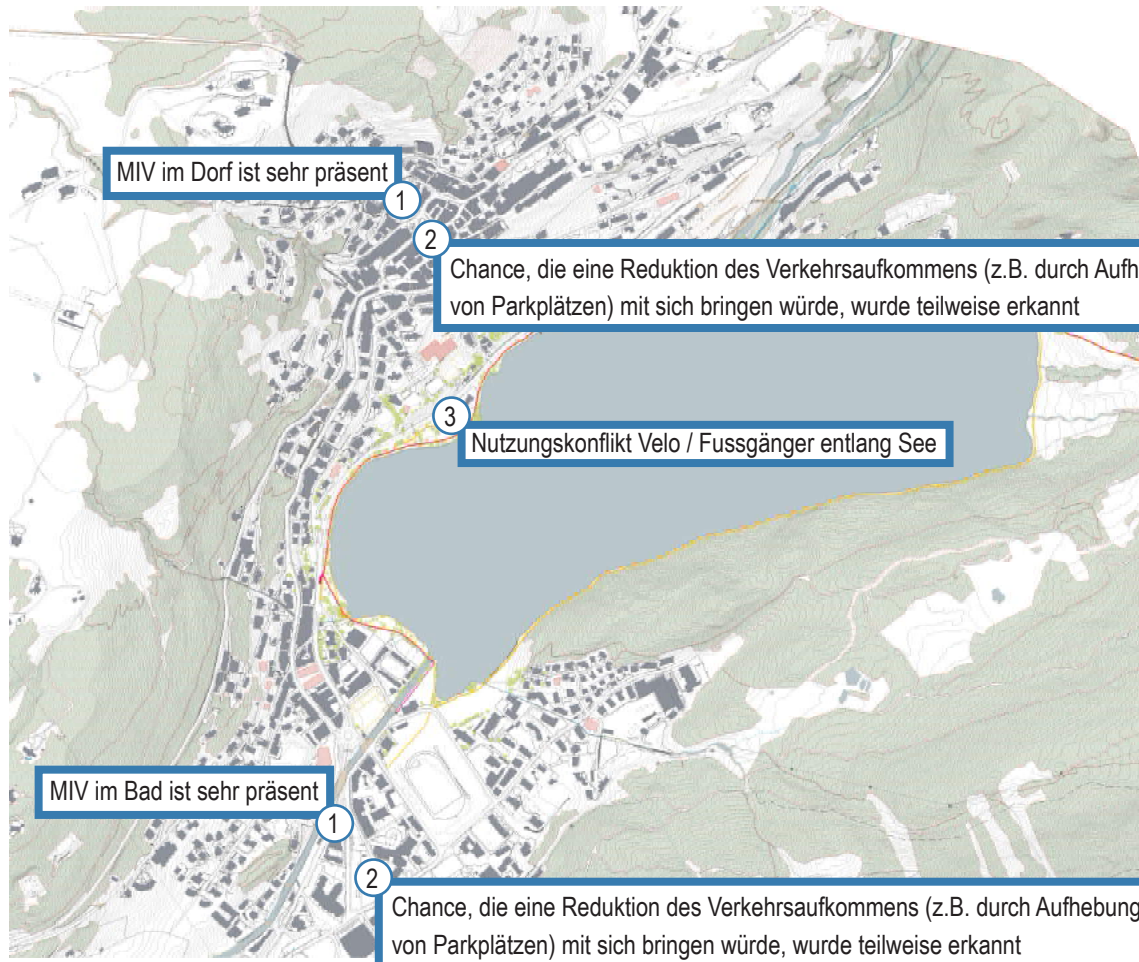 MIV im Dorf ist sehr präsent
1
2
Chance, die eine Reduktion des Verkehrsaufkommens (z.B. durch Aufh
von Parkplätzen) mit sich bringen würde, wurde teilweise erkannt
3
Nutzungskonflikt Velo / Fussgänger entlang See
MIV im Bad ist sehr präsent
1
2
Chance, die eine Reduktion des Verkehrsaufkommens (z.B. durch Aufhebung
von Parkplätzen) mit sich bringen würde, wurde teilweise erkannt